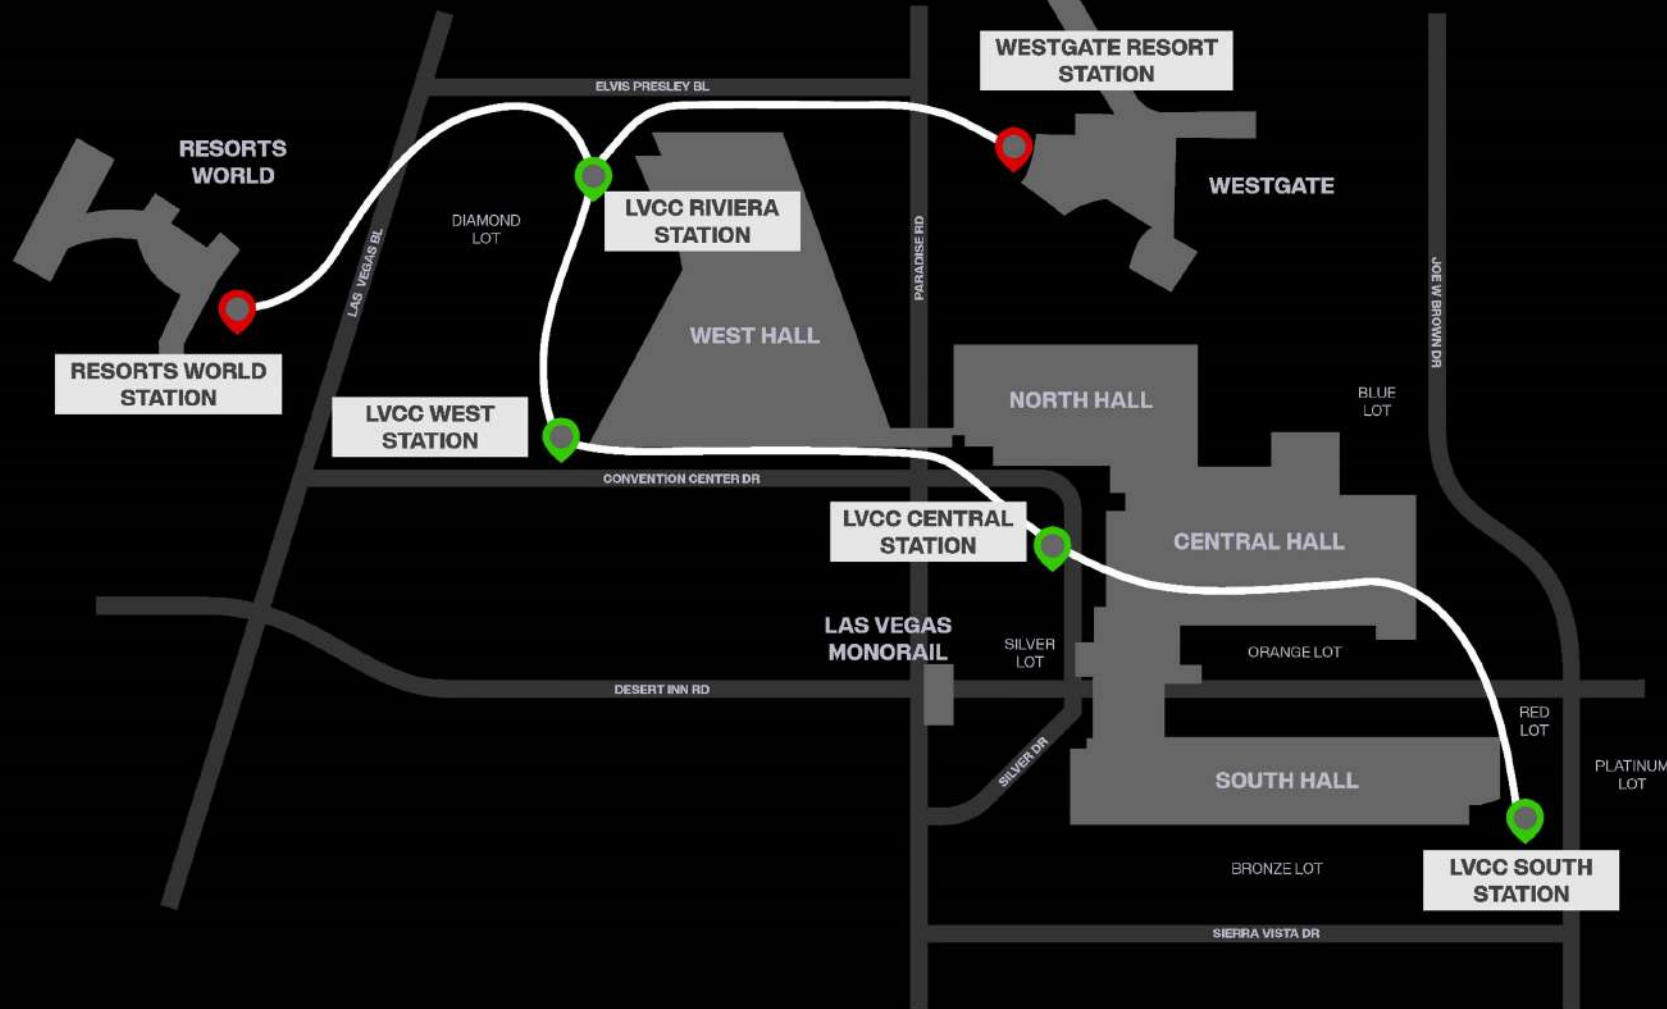 WESTGATE RESORT
STATION
ELVIS PRESLEY BL
RESORTS
WORLD
WESTGATE
DIAMOND
LOT
LVCC RIVIERA
STATION
LAS VEGAS BL
PARADISE RD
JOE W BROWN DR
WEST HALL
RESORTS WORLD
STATION
LVCC WEST
STATION
NORTH HALL
BLUE
LOT
CONVENTION CENTER DR
LVCC CENTRAL
STATION
CENTRAL HALL
LAS VEGAS
MONORAIL
SILVER
LOT
ORANGE LOT
DESERT INN RD
RED
LOT
SILVER DR
SOUTH HALL
PLATINUM
LOT
BRONZE LOT
LVCC SOUTH
STATION
SIERRA VISTA DR